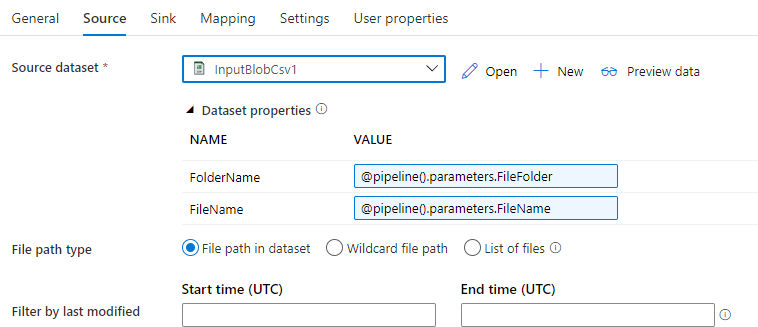 General Source Sink Mapping Settings User properties
Source dataset * InputBlobCsv1 Open New Preview data
Dataset properties
NAME VALUE
FolderName @pipeline().parameters.FileFolder
FileName @pipeline().parameters.FileName
File path type File path in dataset Wildcard file path List of files
Start time (UTC) End time (UTC)
Filter by last modified